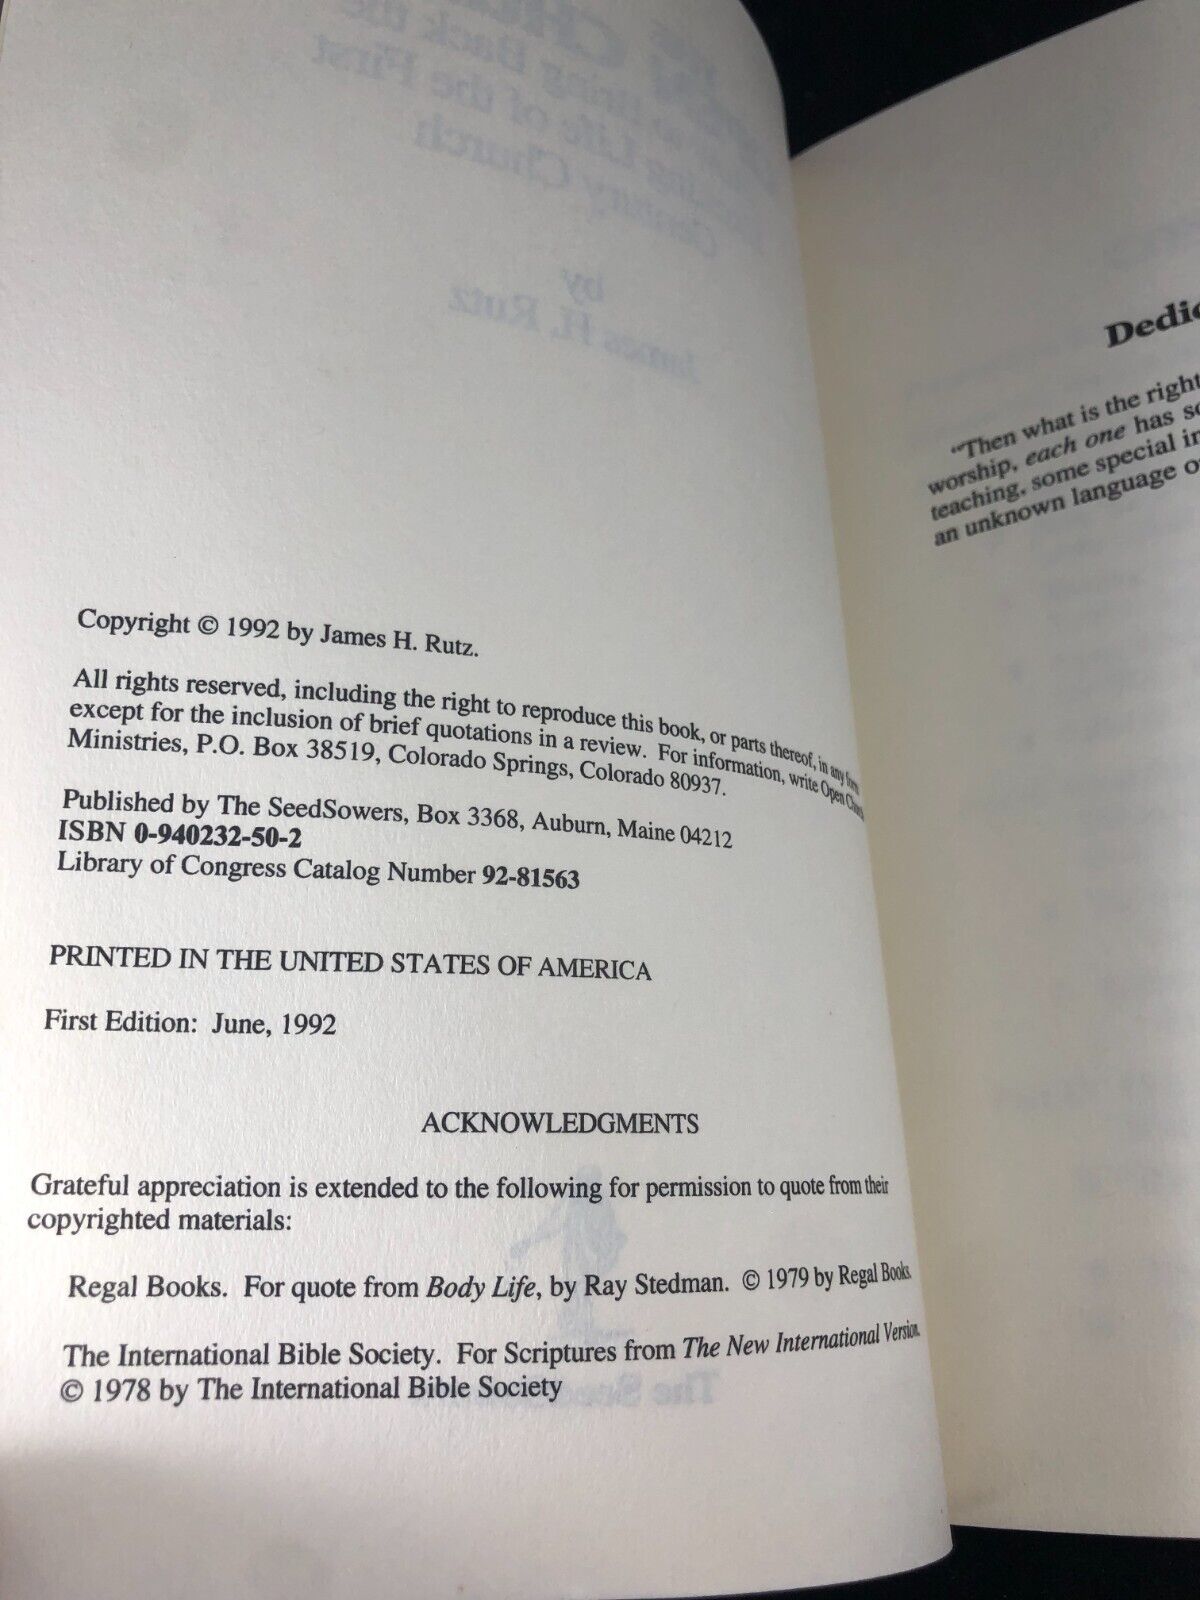 Copyright © 1992 by James H. Rutz.
All rights reserved, including the right to reproduce this book, or parts thereof, in any form
except for the inclusion of brief quotations in a review. For information, write Open Church
Ministries, P.O. Box 38519, Colorado Springs, Colorado 80937.
Published by The SeedSowers, Box 3368, Auburn, Maine 04212
ISBN 0-940232-50-2
Library of Congress Catalog Number 92-81563
PRINTED IN THE UNITED STATES OF AMERICA
First Edition: June, 1992
ACKNOWLEDGMENTS
Grateful appreciation is extended to the following for permission to quote from their
copyrighted materials:
Regal Books. For quote from Body Life, by Ray Stedman. © 1979 by Regal Books.
The International Bible Society. For Scriptures from The New International Version.
© 1978 by The International Bible Society
Dedic
"Then what is the right
worship, each one has so
teaching, some special in
an unknown language o